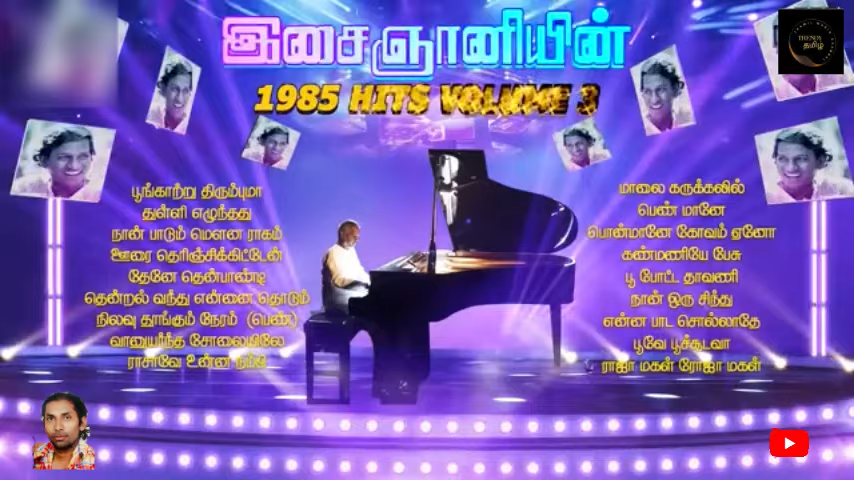 இசைஞானியின்
1985 HITS VOLUME 3
பூங்காற்று திரும்புமா
துள்ளி எழுந்தது
நான் பாடும் மௌன ராகம்
ஊரை தெரிஞ்சிக்கிட்டேன்
தேனே தென்பாண்டி
தென்றல் வந்து என்னை தொடும்
நிலவு தூங்கும் நேரம் (பெண்)
வானுயர்ந்த சோலையிலே
ராசாவே உன்ன நம்பி
மாலை கருக்கலில்
பெண் மானே
பொன்மானே கோவம் ஏனோ
கண்மணியே பேசு
பூ போட்ட தாவணி
நான் ஒரு சிந்து
என்ன பாட சொல்லாதே
பூவே பூச்சூடவா
ராஜா மகள் ரோஜா மகள்
தமிழ்